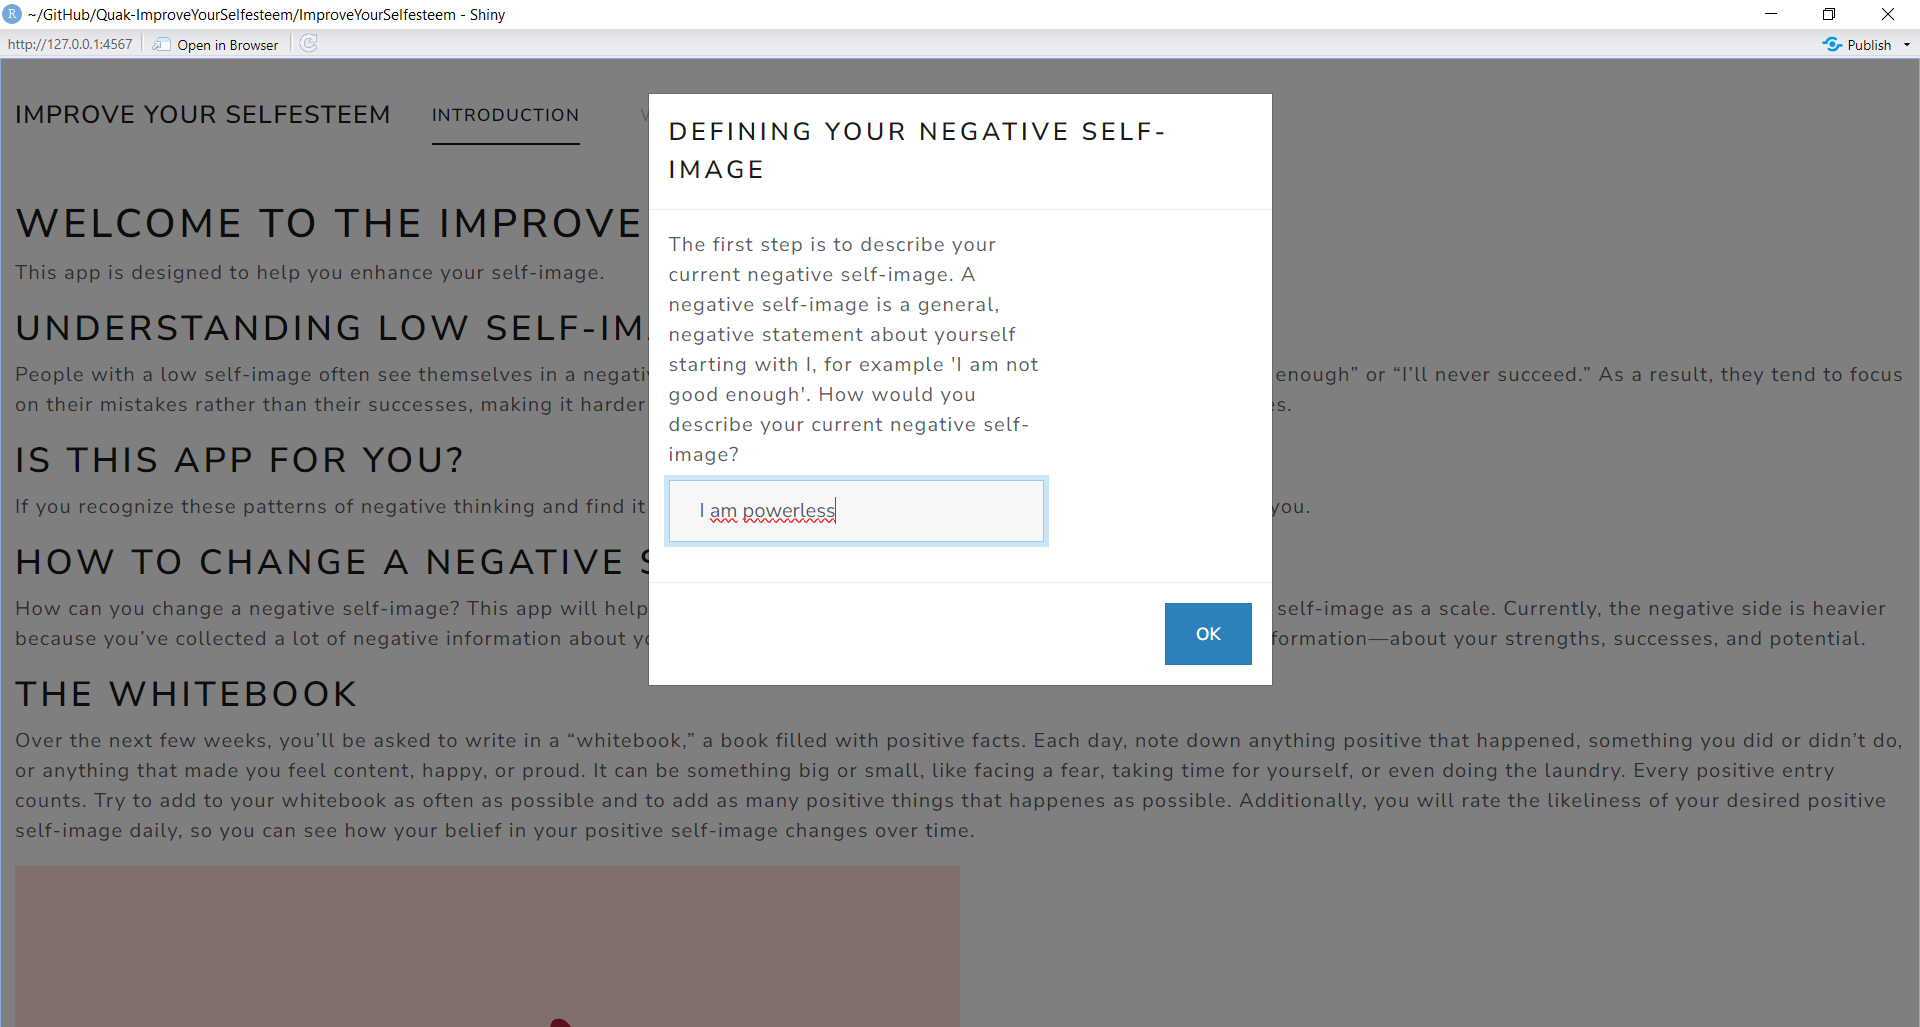 R ~/GitHub/Quak-ImproveYourSelfesteem/ImproveYourSelfesteem - Shiny
http://127.0.0.1:4567 Open in Browser Publish
IMPROVE YOUR SELFESTEEM INTRODUCTION
DEFINING YOUR NEGATIVE SELF-
IMAGE
The first step is to describe your
current negative self-image. A
negative self-image is a general,
negative statement about yourself
starting with I, for example 'I am not
good enough'. How would you
describe your current negative self-
image?
I am powerless
OK
WELCOME TO THE IMPROVE
This app is designed to help you enhance your self-image.
UNDERSTANDING LOW SELF-IM
People with a low self-image often see themselves in a negati enough” or “I’ll never succeed.” As a result, they tend to focus
on their mistakes rather than their successes, making it harder es.
IS THIS APP FOR YOU?
If you recognize these patterns of negative thinking and find it you.
HOW TO CHANGE A NEGATIVE S
How can you change a negative self-image? This app will help self-image as a scale. Currently, the negative side is heavier
because you’ve collected a lot of negative information about yo formation—about your strengths, successes, and potential.
THE WHITEBOOK
Over the next few weeks, you’ll be asked to write in a “whitebook,” a book filled with positive facts. Each day, note down anything positive that happened, something you did or didn’t do,
or anything that made you feel content, happy, or proud. It can be something big or small, like facing a fear, taking time for yourself, or even doing the laundry. Every positive entry
counts. Try to add to your whitebook as often as possible and to add as many positive things that happenes as possible. Additionally, you will rate the likeliness of your desired positive
self-image daily, so you can see how your belief in your positive self-image changes over time.